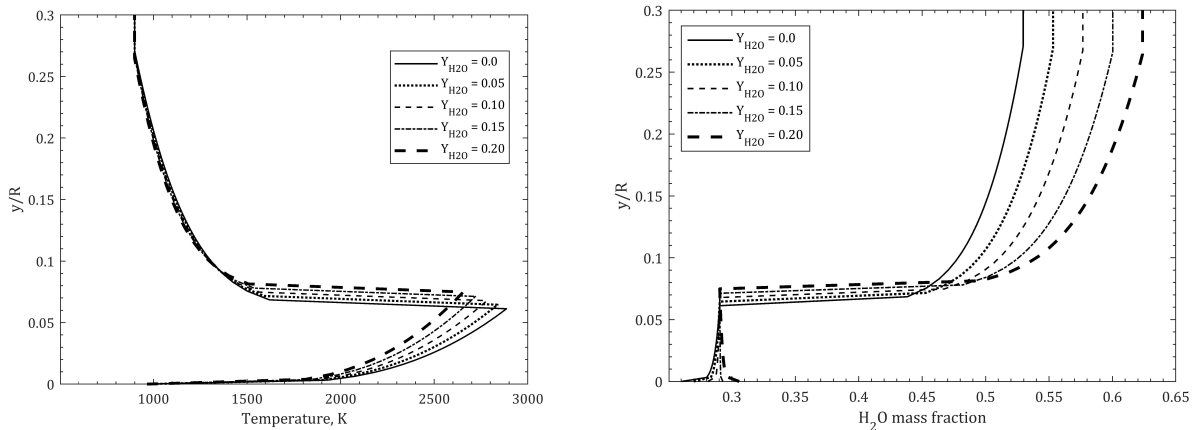 0.3
0.25
0.2
0.15
0.1
0.05
0
y/R
1000
1500
2000
2500
3000
Temperature, K
Y_H2O = 0.0
Y_H2O = 0.05
Y_H2O = 0.10
Y_H2O = 0.15
Y_H2O = 0.20
0.3
0.25
0.2
0.15
0.1
0.05
0
y/R
0.3
0.35
0.4
0.45
0.5
0.55
0.6
0.65
H₂O mass fraction
Y_H2O = 0.0
Y_H2O = 0.05
Y_H2O = 0.10
Y_H2O = 0.15
Y_H2O = 0.20